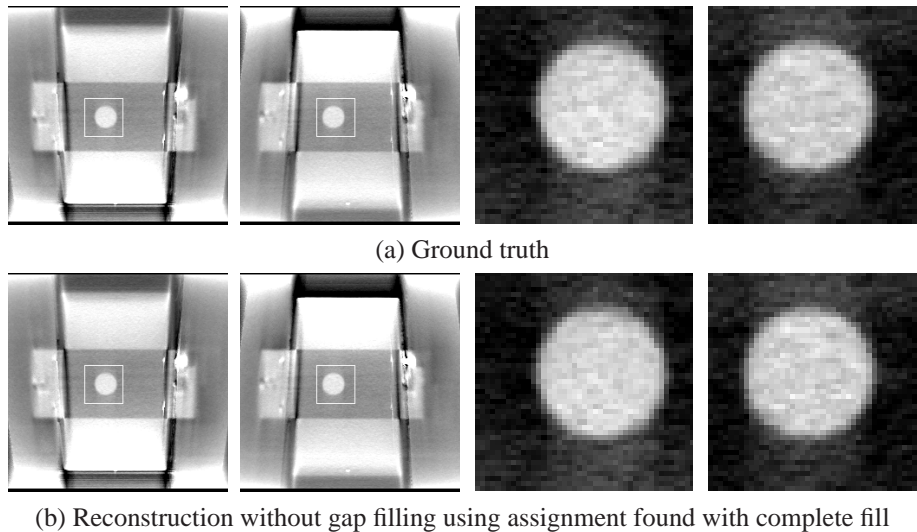 (a) Ground truth
(b) Reconstruction without gap filling using assignment found with complete fill